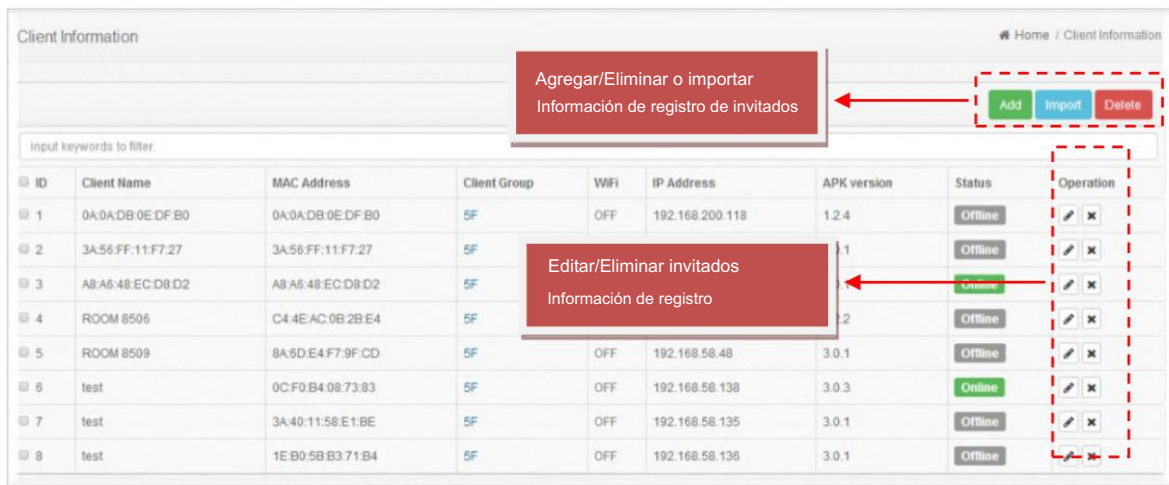 Client Information
Home / Client Information
Agregar/Eliminar o importar
Información de registro de invitados
Add Import Delete
input keywords to filter.
ID Client Name MAC Address Client Group WiFi IP Address APK version Status Operation
1 0A:0A:DB:0E:DF:B0 0A:0A:DB:0E:DF:B0 5F OFF 192.168.200.118 1.2.4 Offline
2 3A:56:FF:11:F7:27 3A:56:FF:11:F7:27 5F Offline
Editar/Eliminar invitados
Información de registro
3 A8:A6:48:EC:D8:D2 A8:A6:48:EC:D8:D2 5F Online
4 ROOM 8506 C4:4E:AC:0B:2B:E4 5F Offline
5 ROOM 8509 8A:6D:E4:F7:9F:CD 5F OFF 192.168.58.48 3.0.1 Offline
6 test 0C:F0:B4:08:73:83 5F OFF 192.168.58.138 3.0.3 Online
7 test 3A:40:11:58:E1:BE 5F OFF 192.168.58.135 3.0.1 Offline
8 test 1E:B0:5B:B3:71:B4 5F OFF 192.168.58.136 3.0.1 Offline